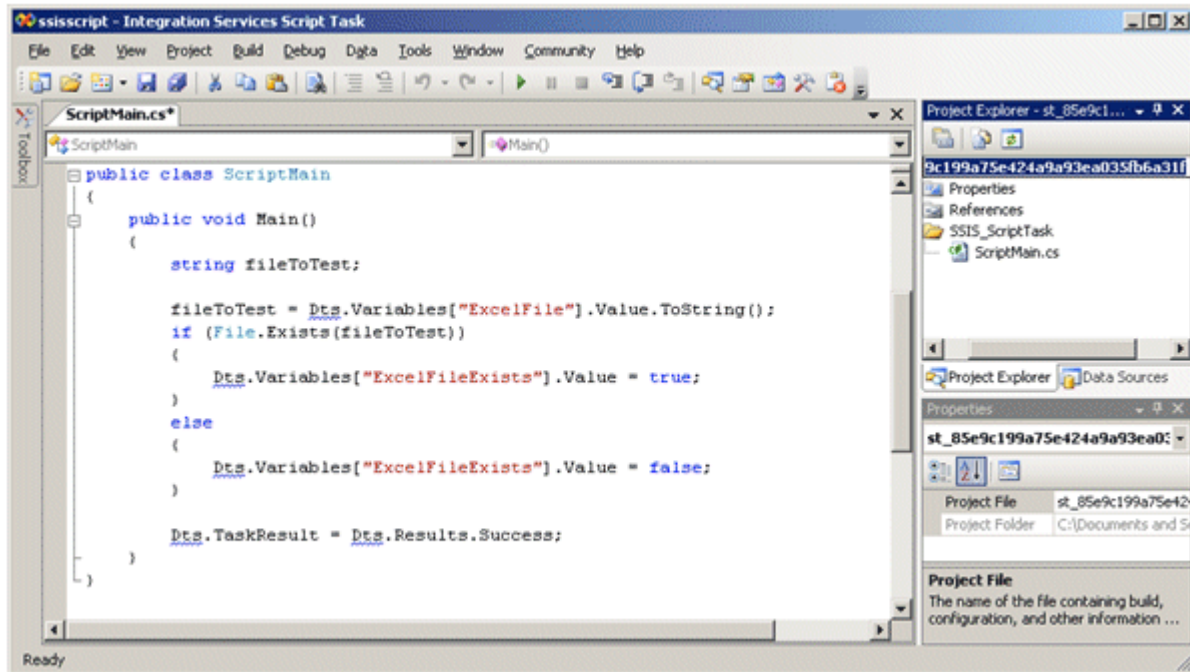 ssisscript - Integration Services Script Task
File Edit View Project Build Debug Data Tools Window Community Help
Toolbox
ScriptMain.cs*
ScriptMain
Main()
public class ScriptMain
{
public void Main()
{
string fileToTest;
fileToTest = Dts.Variables["ExcelFile"].Value.ToString();
if (File.Exists(fileToTest))
{
Dts.Variables["ExcelFileExists"].Value = true;
}
else
{
Dts.Variables["ExcelFileExists"].Value = false;
}
Dts.TaskResult = Dts.Results.Success;
}
}
Project Explorer - st_85e9c1...
9c199a75e424a9a93ea035fb6a31f
Properties
References
SSIS_ScriptTask
ScriptMain.cs
Project Explorer Data Sources
Properties
st_85e9c199a75e424a9a93ea03
Project File st_85e9c199a75e42
Project Folder C:\Documents and S
Project File
The name of the file containing build,
configuration, and other information ...
Ready